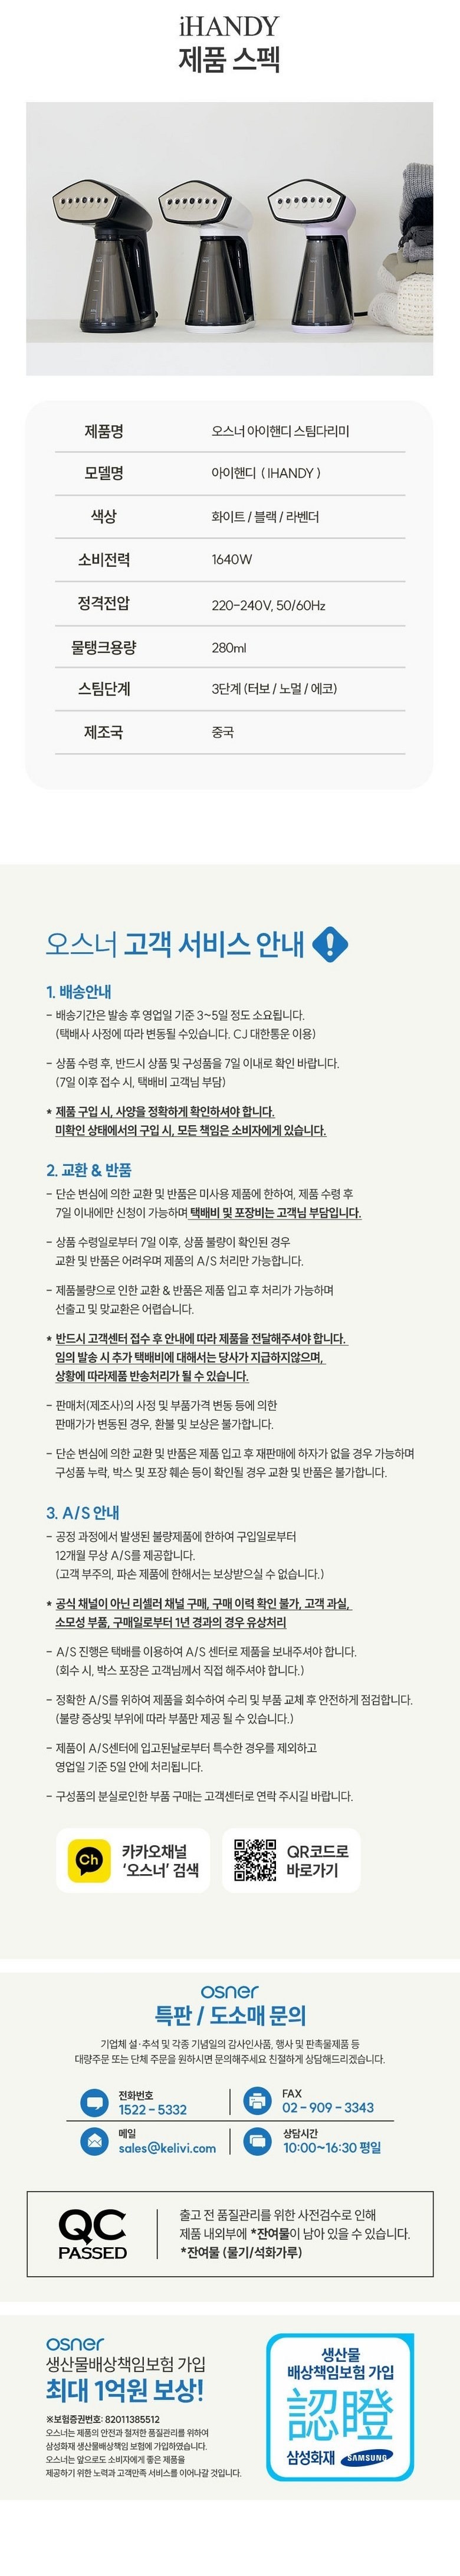 iHANDY
제품 스펙
제품명 오스너 아이핸디 스팀다리미
모델명 아이핸디 ( IHANDY )
색상 화이트 / 블랙 / 라벤더
소비전력 1640W
정격전압 220-240V, 50/60Hz
물탱크용량 280ml
스팀단계 3단계 (터보 / 노멀 / 에코)
제조국 중국
오스너 고객 서비스 안내 !
1. 배송안내
- 배송기간은 발송 후 영업일 기준 3~5일 정도 소요됩니다.
(택배사 사정에 따라 변동될 수있습니다. CJ 대한통운 이용)
- 상품 수령 후, 반드시 상품 및 구성품을 7일 이내로 확인 바랍니다.
(7일 이후 접수 시, 택배비 고객님 부담)
* 제품 구입 시, 사양을 정확하게 확인하셔야 합니다.
미확인 상태에서의 구입 시, 모든 책임은 소비자에게 있습니다.
2. 교환 & 반품
- 단순 변심에 의한 교환 및 반품은 미사용 제품에 한하여, 제품 수령 후
7일 이내에만 신청이 가능하며 택배비 및 포장비는 고객님 부담입니다.
- 상품 수령일로부터 7일 이후, 상품 불량이 확인된 경우
교환 및 반품은 어려우며 제품의 A/S 처리만 가능합니다.
- 제품불량으로 인한 교환 & 반품은 제품 입고 후 처리가 가능하며
선출고 및 맞교환은 어렵습니다.
* 반드시 고객센터 접수 후 안내에 따라 제품을 전달해주셔야 합니다.
임의 발송 시 추가 택배비에 대해서는 당사가 지급하지않으며,
상황에 따라제품 반송처리가 될 수 있습니다.
- 판매처(제조사)의 사정 및 부품가격 변동 등에 의한
판매가가 변동된 경우, 환불 및 보상은 불가합니다.
- 단순 변심에 의한 교환 및 반품은 제품 입고 후 재판매에 하자가 없을 경우 가능하며
구성품 누락, 박스 및 포장 훼손 등이 확인될 경우 교환 및 반품은 불가합니다.
3. A/S 안내
- 공정 과정에서 발생된 불량제품에 한하여 구입일로부터
12개월 무상 A/S를 제공합니다.
(고객 부주의, 파손 제품에 한해서는 보상받으실 수 없습니다.)
* 공식 채널이 아닌 리셀러 채널 구매, 구매 이력 확인 불가, 고객 과실,
소모성 부품, 구매일로부터 1년 경과의 경우 유상처리
- A/S 진행은 택배를 이용하여 A/S 센터로 제품을 보내주셔야 합니다.
(회수 시, 박스 포장은 고객님께서 직접 해주셔야 합니다.)
- 정확한 A/S를 위하여 제품을 회수하여 수리 및 부품 교체 후 안전하게 점검합니다.
(불량 증상및 부위에 따라 부품만 제공 될 수 있습니다.)
- 제품이 A/S센터에 입고된날로부터 특수한 경우를 제외하고
영업일 기준 5일 안에 처리됩니다.
- 구성품의 분실로인한 부품 구매는 고객센터로 연락 주시길 바랍니다.
Ch
카카오채널
'오스너' 검색
QR코드로
바로가기
osner
특판 / 도소매 문의
기업체 설·추석 및 각종 기념일의 감사인사품, 행사 및 판촉물제품 등
대량주문 또는 단체 주문을 원하시면 문의해주세요 친절하게 상담해드리겠습니다.
전화번호
1522 - 5332
FAX
02 - 909 - 3343
메일
sales@kelivi.com
상담시간
10:00~16:30 평일
QC
PASSED
출고 전 품질관리를 위한 사전검수로 인해
제품 내외부에 *잔여물이 남아 있을 수 있습니다.
*잔여물 (물기/석화가루)
osner
생산물배상책임보험 가입
최대 1억원 보상!
※보험증권번호: 82011385512
오스너는 제품의 안전과 철저한 품질관리를 위하여
삼성화재 생산물배상책임 보험에 가입하였습니다.
오스너는 앞으로도 소비자에게 좋은 제품을
제공하기 위한 노력과 고객만족 서비스를 이어나갈 것입니다.
생산물
배상책임보험 가입
認證
삼성화재 SAMSUNG